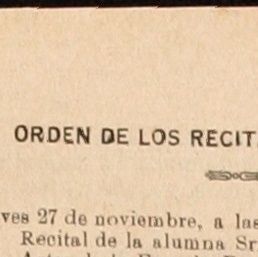 ORDEN DE LOS RECIT
ves 27 de noviembre, a las
Recital de la alumna Sr